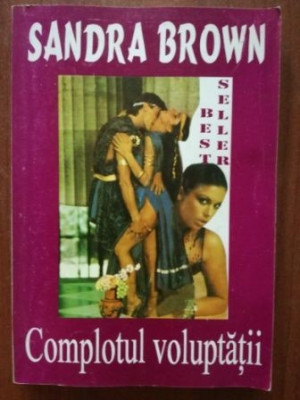 SANDRA BROWN
BEST
SELLER
Complotul voluptății